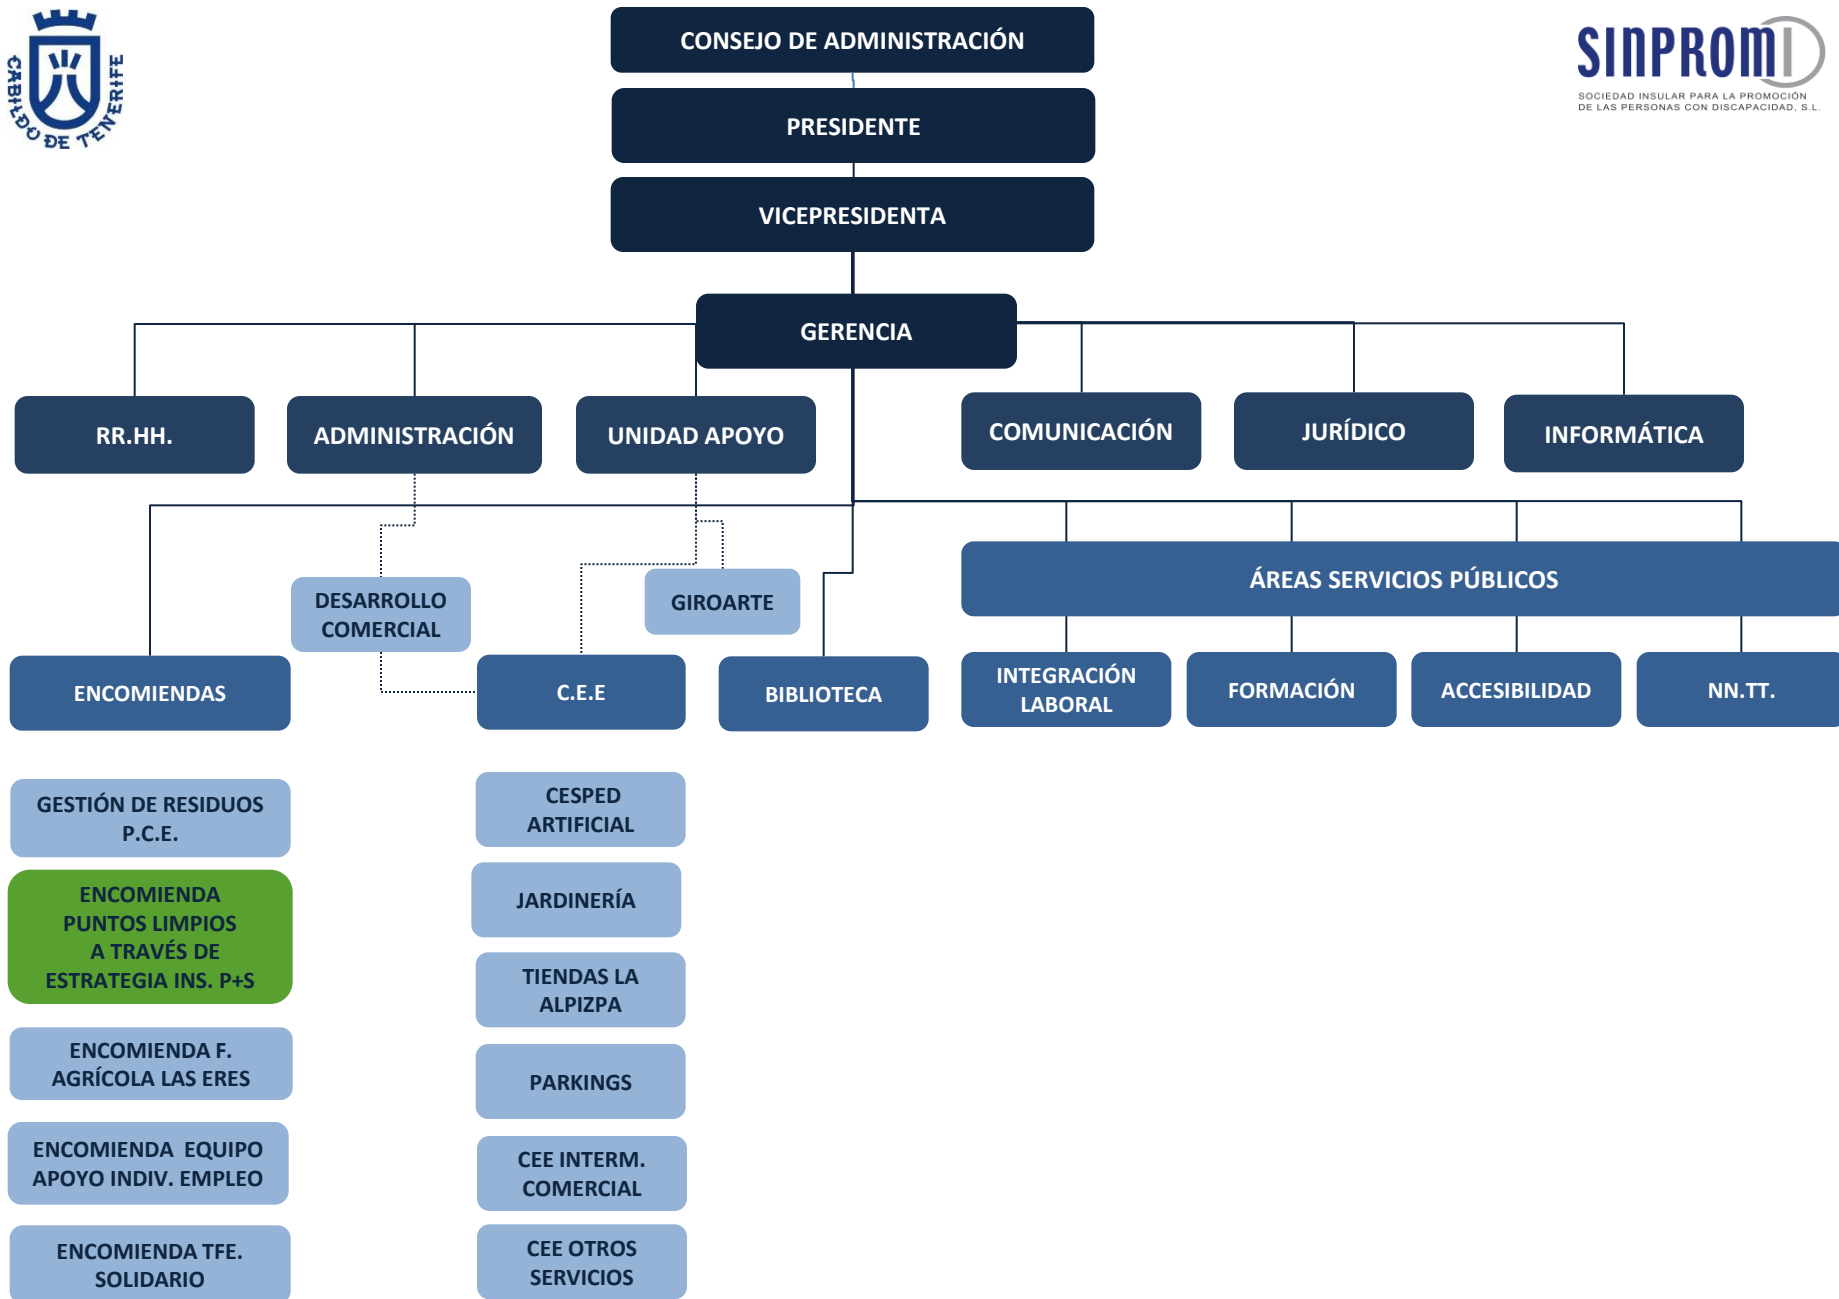 CABILDO DE TENERIFE
SINPROMI
SOCIEDAD INSULAR PARA LA PROMOCIÓN
DE LAS PERSONAS CON DISCAPACIDAD, S.L.
CONSEJO DE ADMINISTRACIÓN
PRESIDENTE
VICEPRESIDENTA
GERENCIA
RR.HH.
ADMINISTRACIÓN
UNIDAD APOYO
COMUNICACIÓN
JURÍDICO
INFORMÁTICA
DESARROLLO
COMERCIAL
GIROARTE
ÁREAS SERVICIOS PÚBLICOS
ENCOMIENDAS
C.E.E
BIBLIOTECA
INTEGRACIÓN
LABORAL
FORMACIÓN
ACCESIBILIDAD
NN.TT.
GESTIÓN DE RESIDUOS
P.C.E.
ENCOMIENDA
PUNTOS LIMPIOS
A TRAVÉS DE
ESTRATEGIA INS. P+S
ENCOMIENDA F.
AGRÍCOLA LAS ERES
ENCOMIENDA EQUIPO
APOYO INDIV. EMPLEO
ENCOMIENDA TFE.
SOLIDARIO
CESPED
ARTIFICIAL
JARDINERÍA
TIENDAS LA
ALPIZPA
PARKINGS
CEE INTERM.
COMERCIAL
CEE OTROS
SERVICIOS